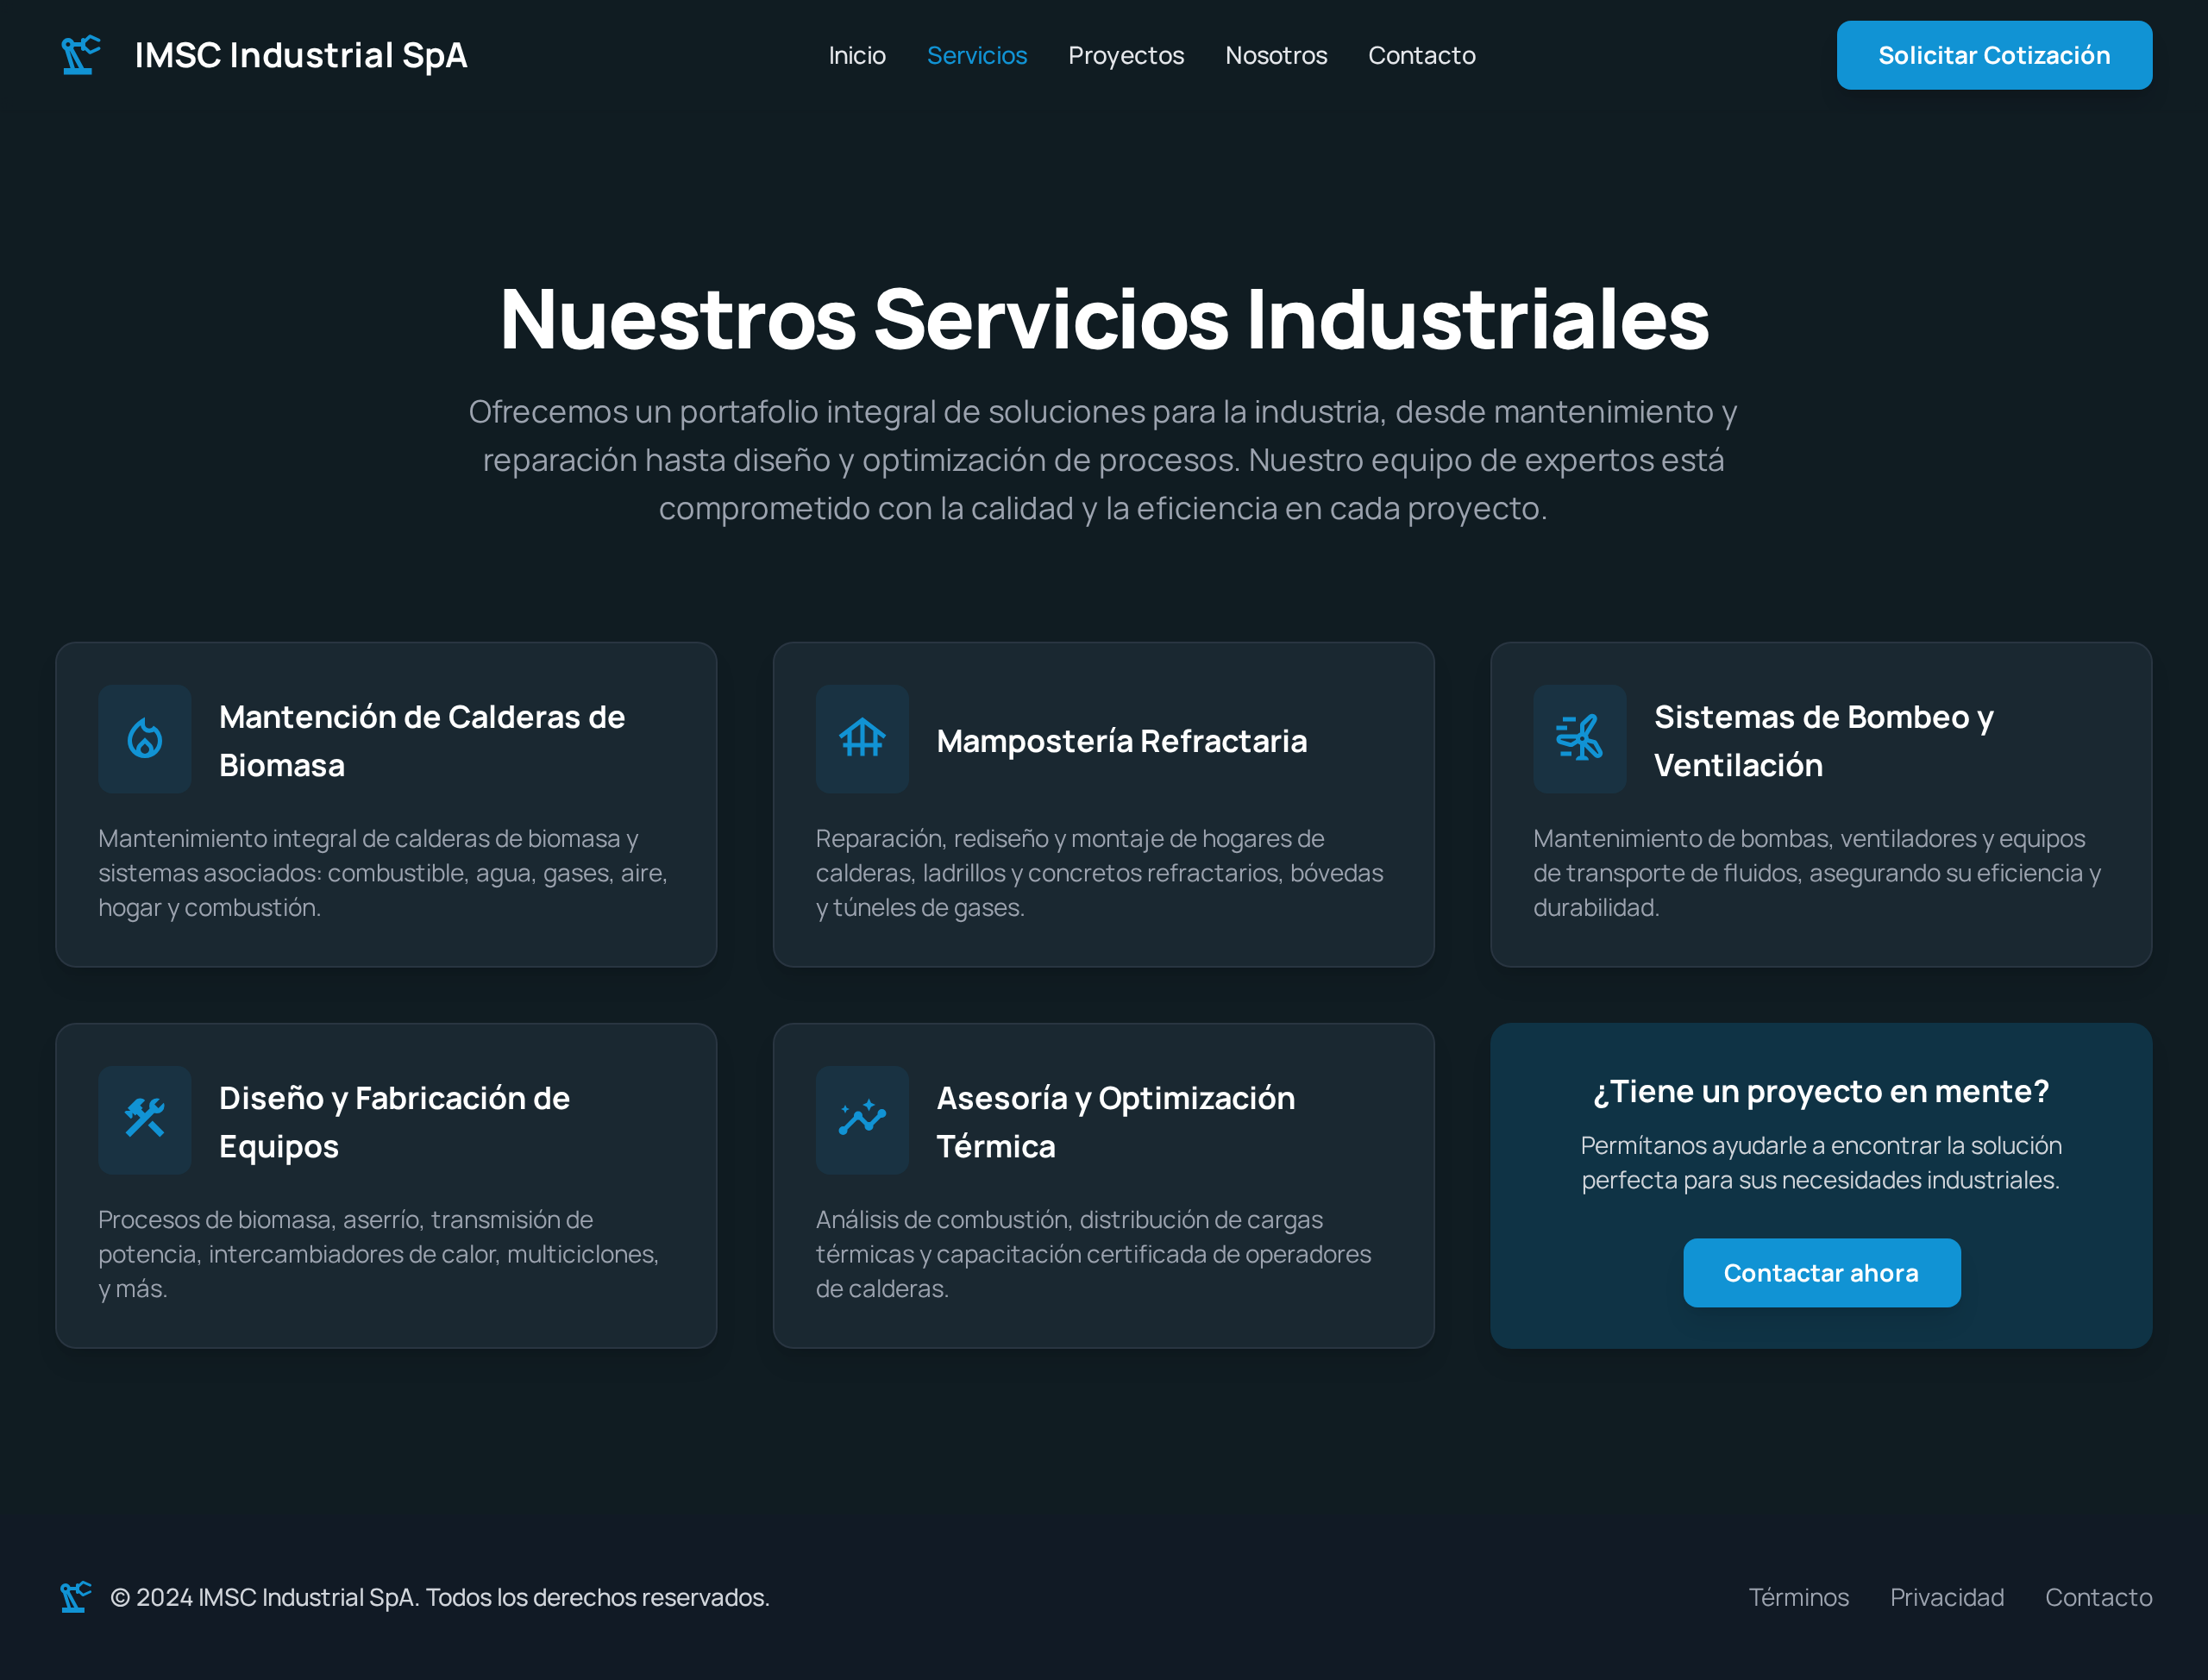 IMSC Industrial SpA
Inicio Servicios Proyectos Nosotros Contacto
Solicitar Cotización
Nuestros Servicios Industriales
Ofrecemos un portafolio integral de soluciones para la industria, desde mantenimiento y
reparación hasta diseño y optimización de procesos. Nuestro equipo de expertos está
comprometido con la calidad y la eficiencia en cada proyecto.
Mantención de Calderas de
Biomasa
Mantenimiento integral de calderas de biomasa y
sistemas asociados: combustible, agua, gases, aire,
hogar y combustión.
Mampostería Refractaria
Reparación, rediseño y montaje de hogares de
calderas, ladrillos y concretos refractarios, bóvedas
y túneles de gases.
Sistemas de Bombeo y
Ventilación
Mantenimiento de bombas, ventiladores y equipos
de transporte de fluidos, asegurando su eficiencia y
durabilidad.
Diseño y Fabricación de
Equipos
Procesos de biomasa, aserrío, transmisión de
potencia, intercambiadores de calor, multiciclones,
y más.
Asesoría y Optimización
Térmica
Análisis de combustión, distribución de cargas
térmicas y capacitación certificada de operadores
de calderas.
¿Tiene un proyecto en mente?
Permítanos ayudarle a encontrar la solución
perfecta para sus necesidades industriales.
Contactar ahora
© 2024 IMSC Industrial SpA. Todos los derechos reservados.
Términos Privacidad Contacto